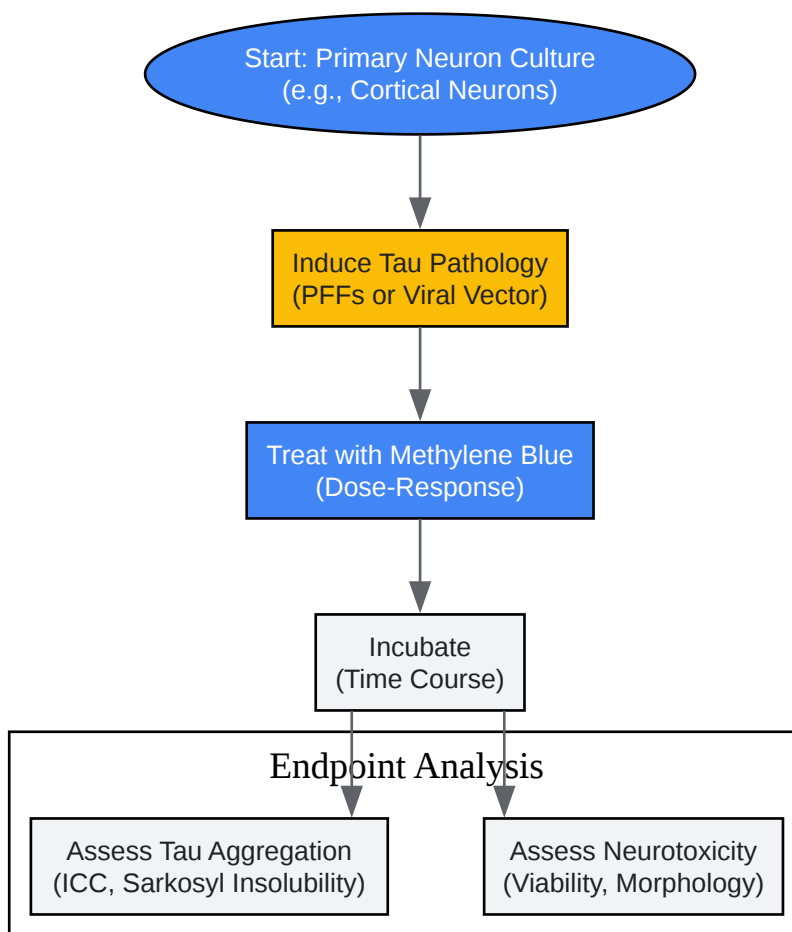 Start: Primary Neuron Culture
(e.g., Cortical Neurons)
Induce Tau Pathology
(PFFs or Viral Vector)
Treat with Methylene Blue
(Dose-Response)
Incubate
(Time Course)
Endpoint Analysis
Assess Tau Aggregation
(ICC, Sarkosyl Insolubility)
Assess Neurotoxicity
(Viability, Morphology)